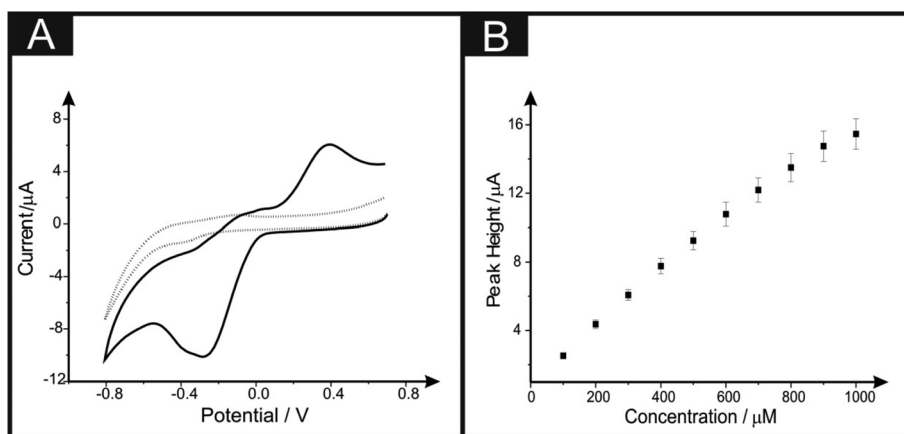 A
8
4
0
-4
-8
-12
Current/μA
-0.8 -0.4 0.0 0.4 0.8
Potential / V
B
16
12
8
4
Peak Height /μA
200 400 600 800 1000
Concentration / μM